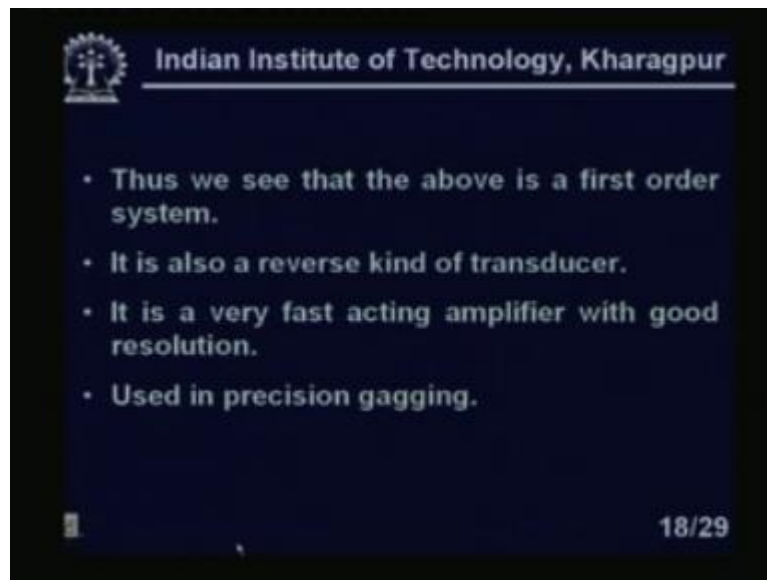 Indian Institute of Technology, Kharagpur
• Thus we see that the above is a first order
system.
• It is also a reverse kind of transducer.
• It is a very fast acting amplifier with good
resolution.
• Used in precision gagging.
18/29